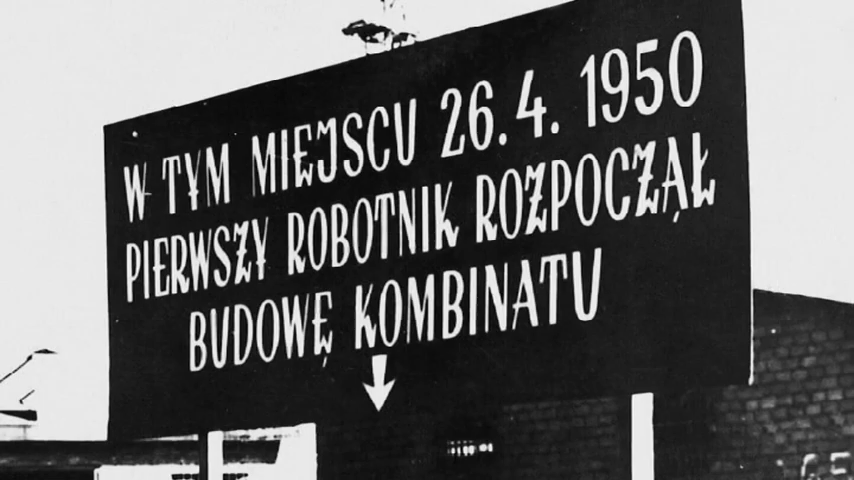 W TYM MIEJSCU 26.4.1950
PIERWSZY ROBOTNIK ROZPOCZĄŁ
BUDOWĘ KOMBINATU